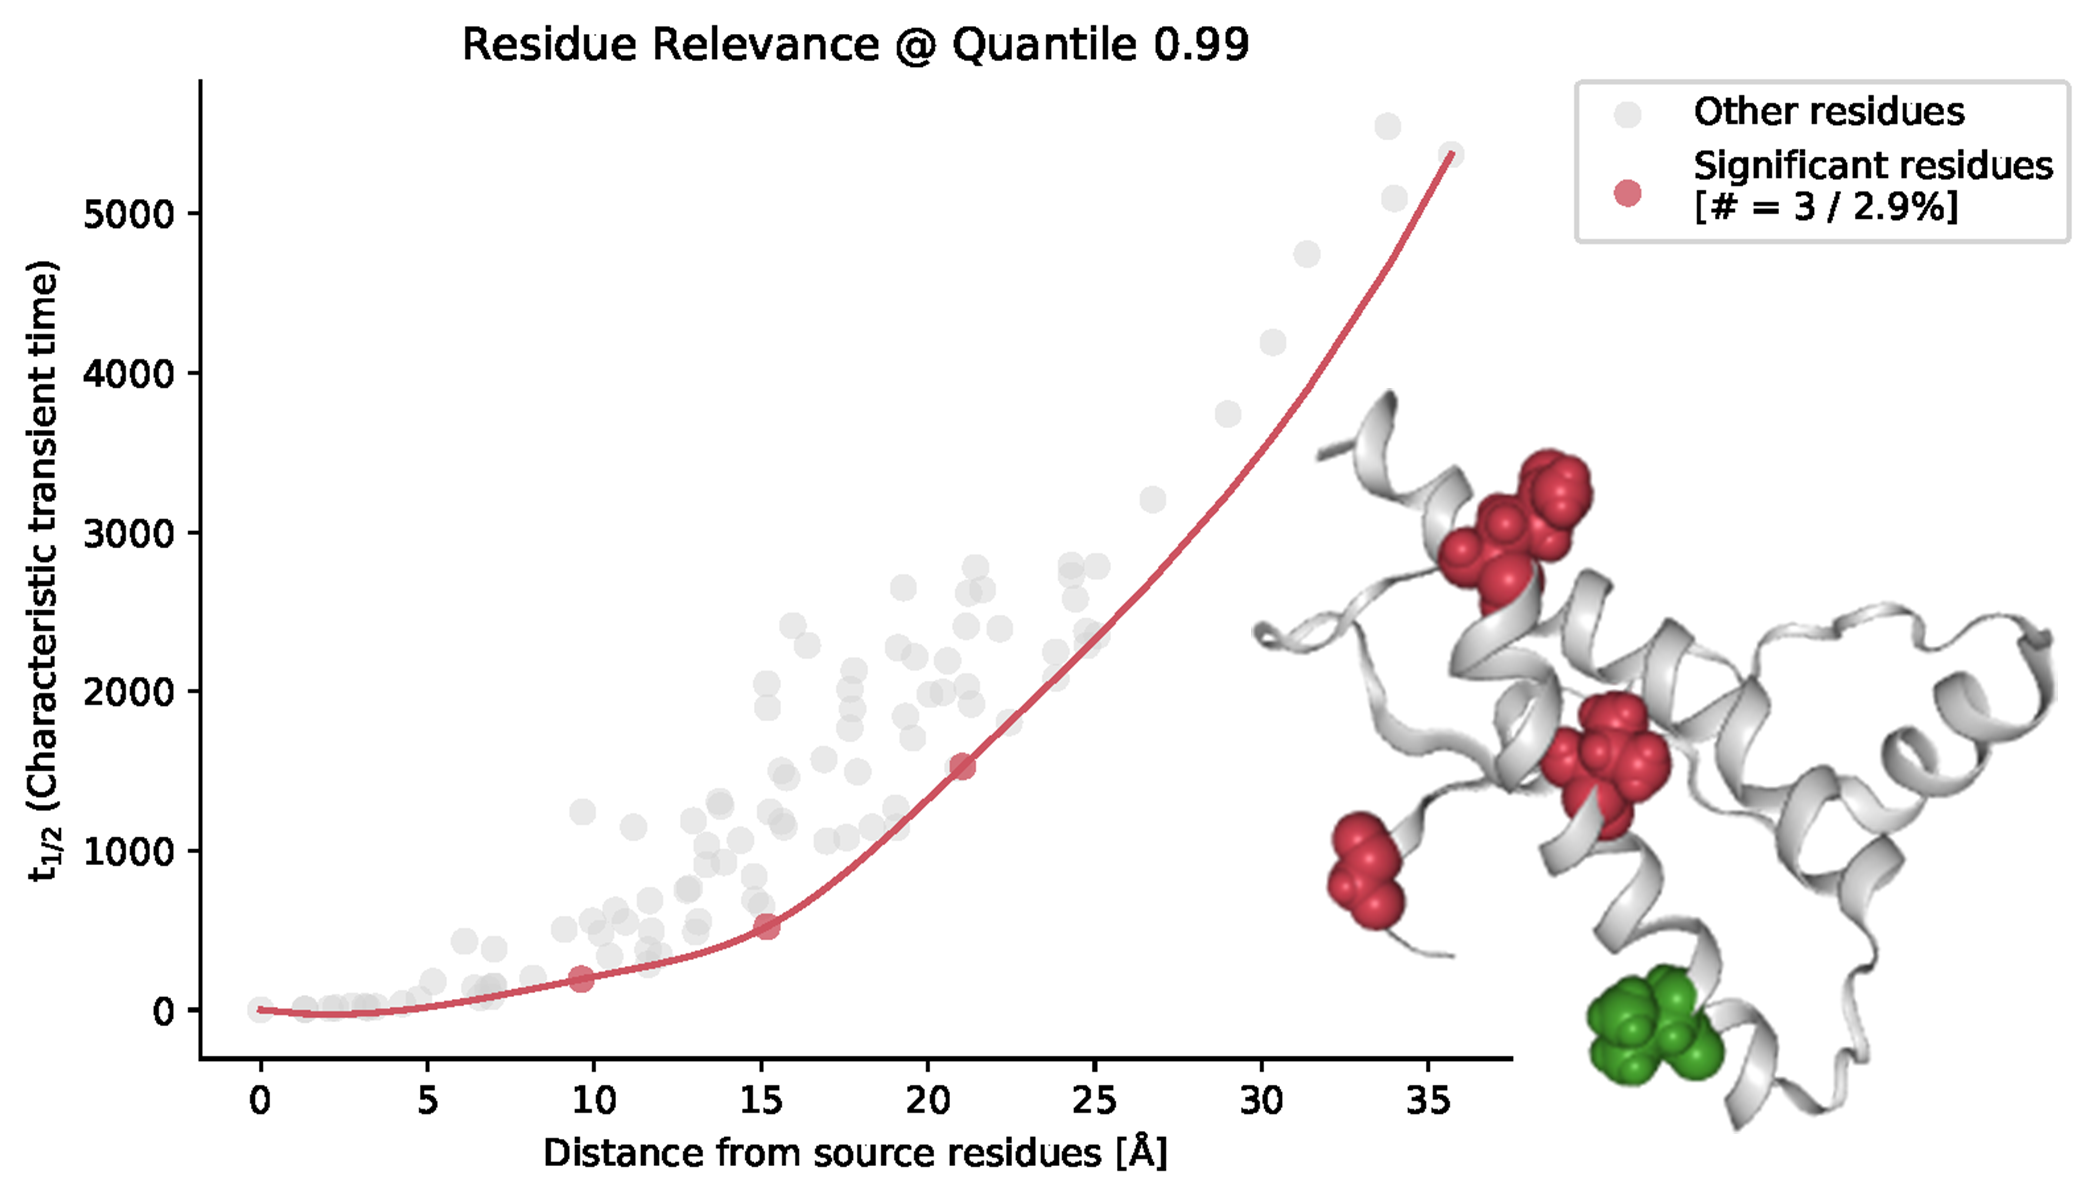 Residue Relevance @ Quantile 0.99
Other residues
Significant residues
[# = 3 / 2.9%]
t1/2 (Characteristic transient time)
5000
4000
3000
2000
1000
0
0 5 10 15 20 25 30 35
Distance from source residues [Å]